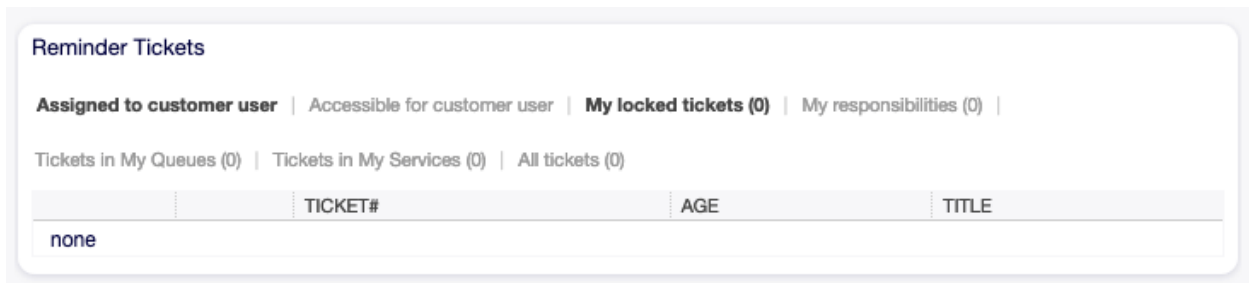 Reminder Tickets
Assigned to customer user | Accessible for customer user | My locked tickets (0) | My responsibilities (0) |
Tickets in My Queues (0) | Tickets in My Services (0) | All tickets (0)
TICKET# AGE TITLE
none